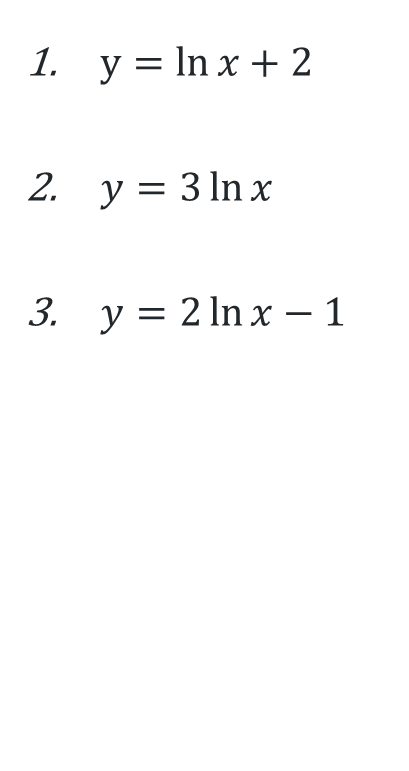 1. y = ln x + 2
2. y = 3 ln x
3. y = 2 ln x − 1